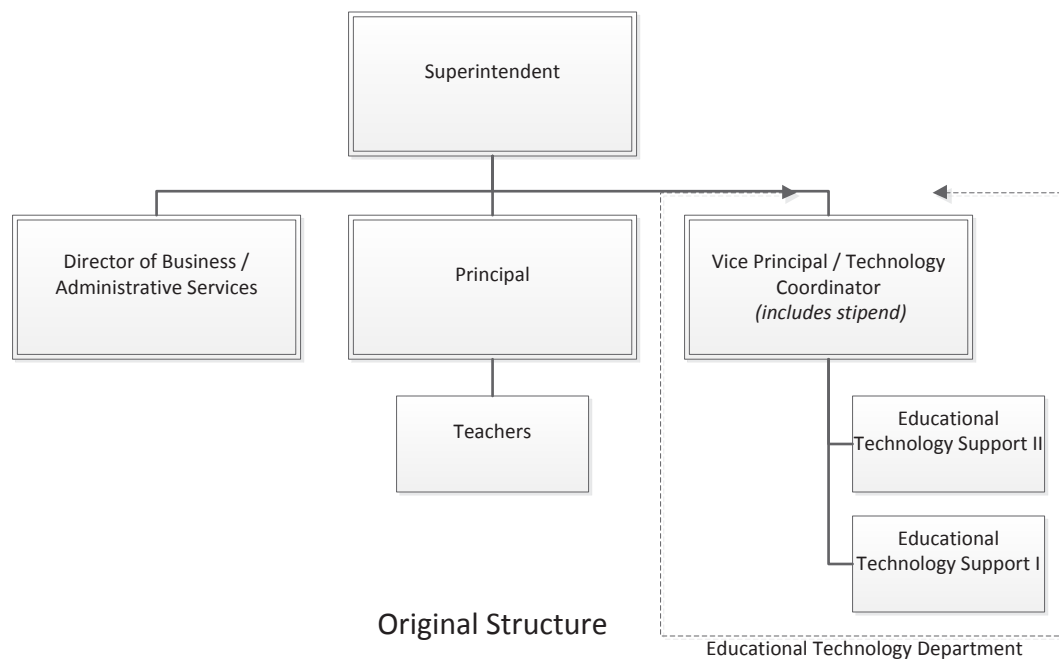 Superintendent
Director of Business /
Administrative Services
Principal
Vice Principal / Technology
Coordinator
(includes stipend)
Teachers
Educational
Technology Support II
Educational
Technology Support I
Original Structure
Educational Technology Department